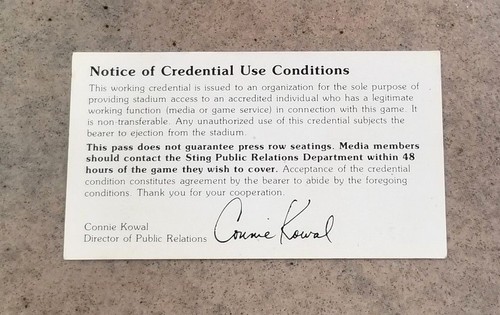 Notice of Credential Use Conditions
This working credential is issued to an organization for the sole purpose of
providing stadium access to an accredited individual who has a legitimate
working function (media or game service) in connection with this game. It
is non-transferable. Any unauthorized use of this credential subjects the
bearer to ejection from the stadium.
This pass does not guarantee press row seatings. Media members
should contact the Sting Public Relations Department within 48
hours of the game they wish to cover. Acceptance of the credential
condition constitutes agreement by the bearer to abide by the foregoing
conditions. Thank you for your cooperation.
Connie Kowal
Director of Public Relations
Connie Kowal